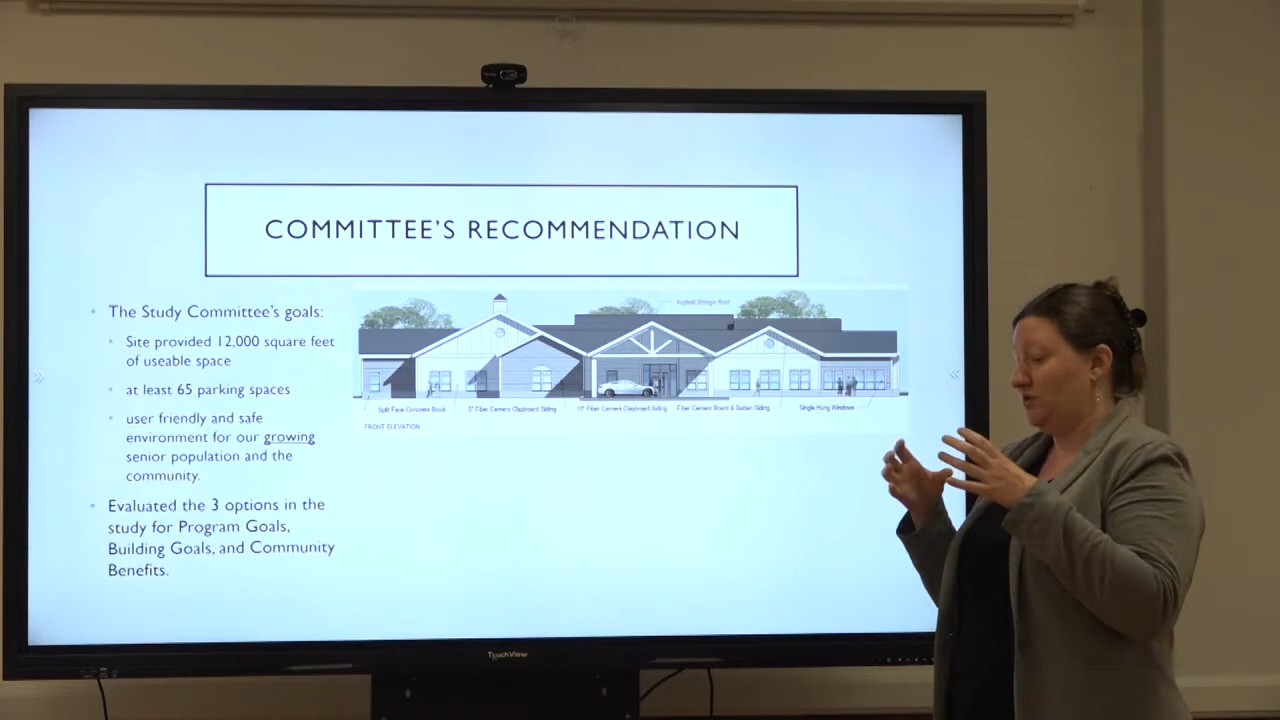 COMMITTEE'S RECOMMENDATION
• The Study Committee's goals:
• Site provided 12,000 square feet
of useable space
• at least 65 parking spaces
• user friendly and safe
environment for our growing
senior population and the
community.
• Evaluated the 3 options in the
study for Program Goals,
Building Goals, and Community
Benefits.
Asphalt Shingle Roof
Split Face Concrete Block
5" Fiber Cement Clapboard Siding
10" Fiber Cement Clapboard Siding
Fiber Cement Board & Batten Siding
Single Hung Windows
FRONT ELEVATION
TouchView